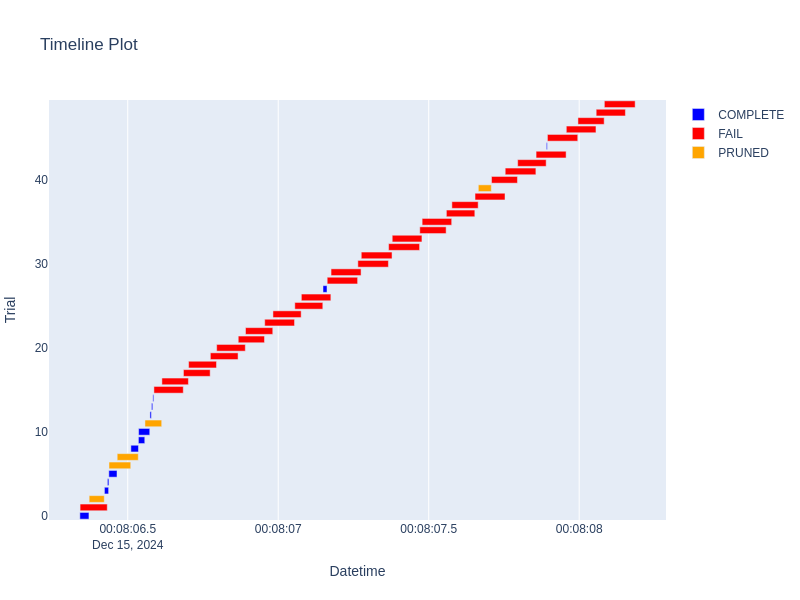 Timeline Plot
COMPLETE
FAIL
PRUNED
40
30
20
10
0
Trial
00:08:06.5
Dec 15, 2024
00:08:07
00:08:07.5
00:08:08
Datetime